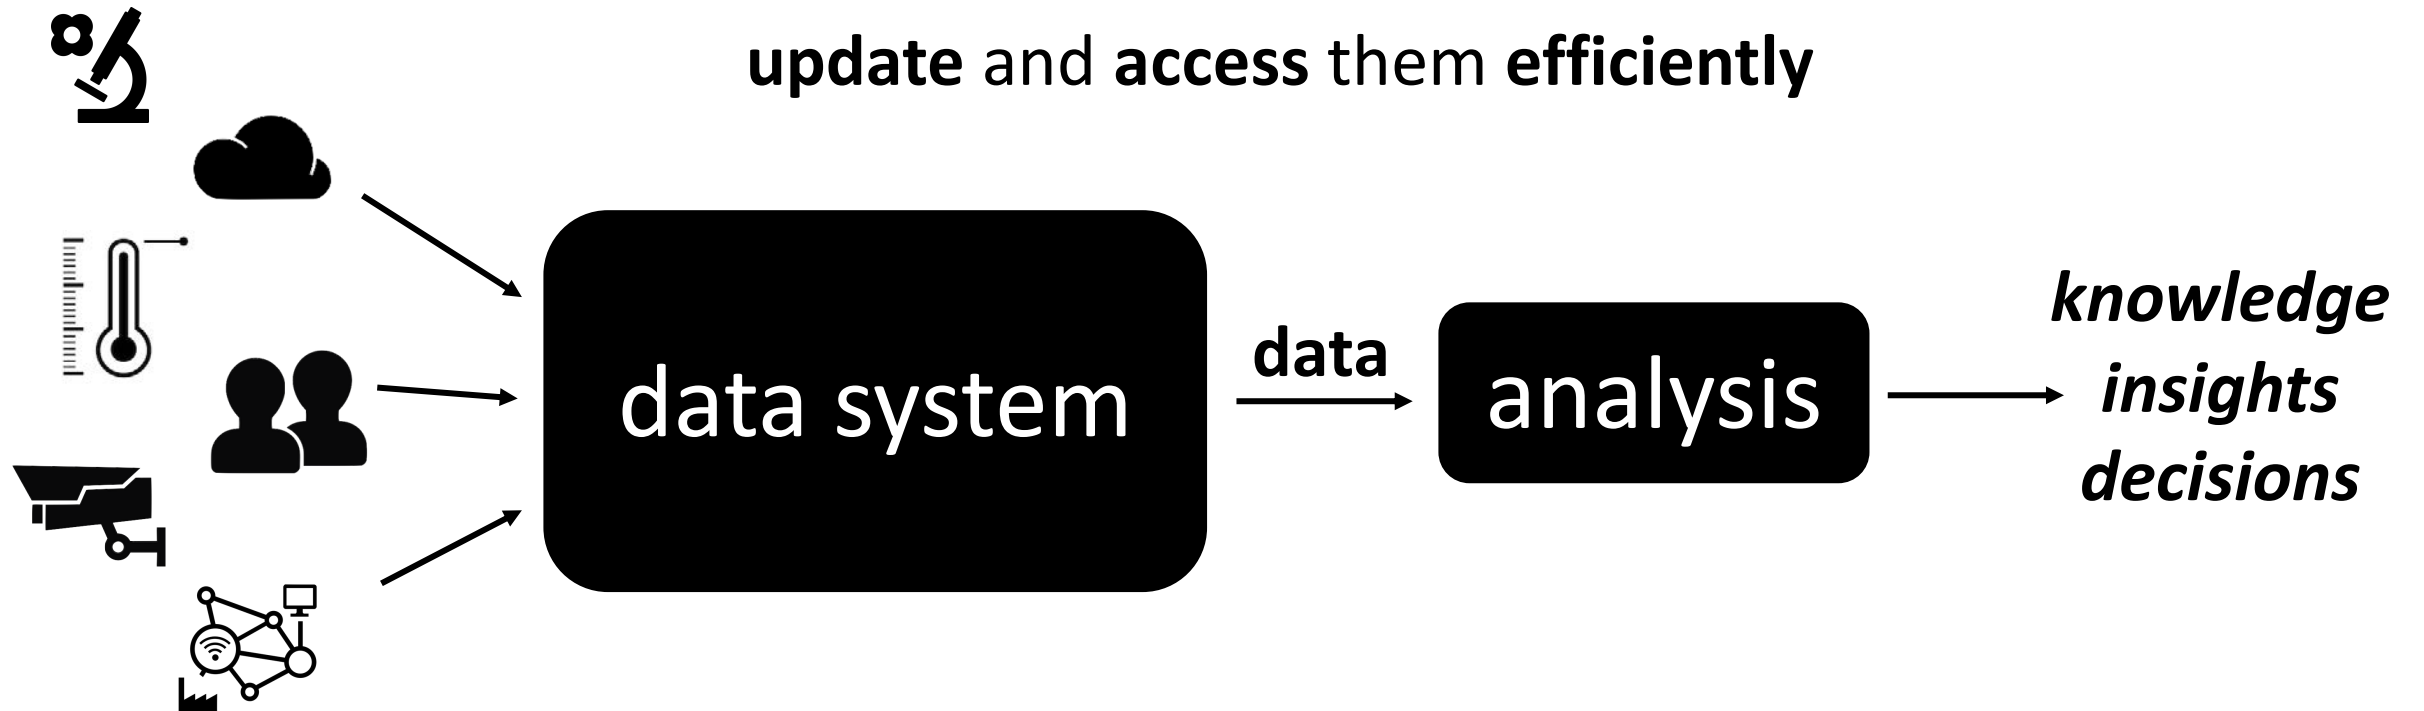 update and access them efficiently
data system
data
analysis
knowledge
insights
decisions